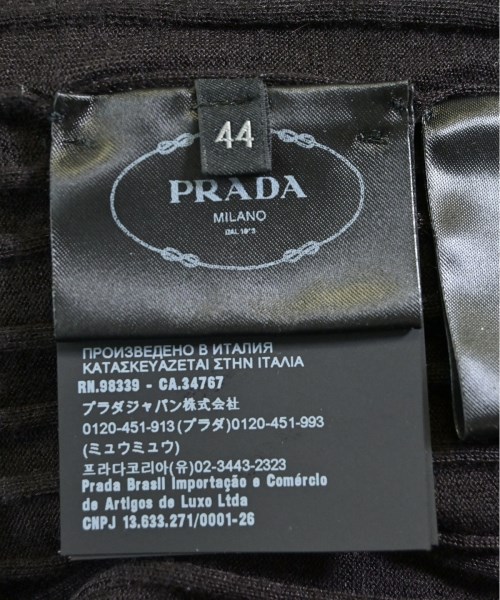 44
PRADA
MILANO
DAL 1913
ПРОИЗВЕДЕНО В ИТАЛИЯ
ΚΑΤΑΣΚΕΥΑΖΕΤΑΙ ΣΤΗΝ ΙΤΑΛΙΑ
RN.98339 - CA.34767
プラダジャパン株式会社
0120-451-913 (プラダ) 0120-451-993
(ミュウミュウ)
프라다코리아(유) 02-3443-2323
Prada Brasil Importação e Comércio
de Artigos de Luxo Ltda
CNPJ 13.633.271/0001-26